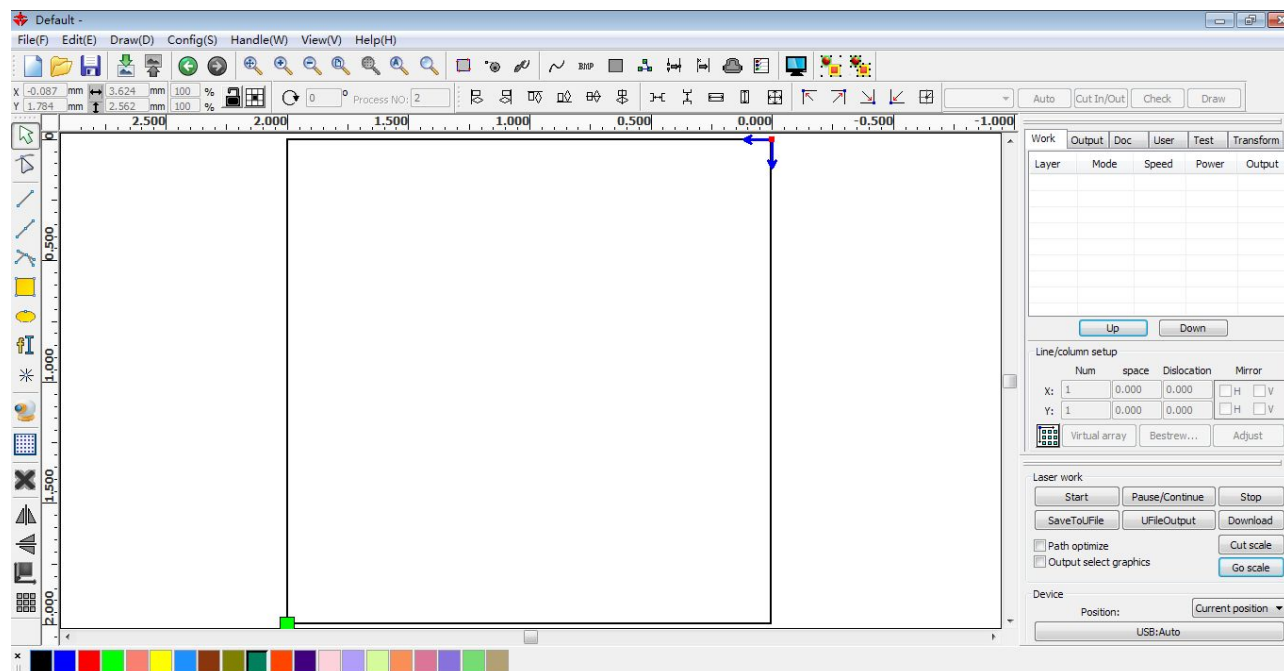 Default -
File(F) Edit(E) Draw(D) Config(S) Handle(W) View(V) Help(H)
BMP
X -0.087 mm 3.624 mm 100 %
Y 1.784 mm 2.562 mm 100 %
0 ° Process NO: 2
Auto Cut In/Out Check Draw
2.500 2.000 1.500 1.000 0.500 0.000 -0.500 -1.000
0
0.500
1.000
1.500
2.000
Work Output Doc User Test Transform
Layer Mode Speed Power Output
Up Down
Line/column setup
Num space Dislocation Mirror
X: 1 0.000 0.000 H V
Y: 1 0.000 0.000 H V
Virtual array Bestrew... Adjust
Laser work
Start Pause/Continue Stop
SaveToUFile UFileOutput Download
Path optimize Cut scale
Output select graphics Go scale
Device
Position: Current position
USB:Auto